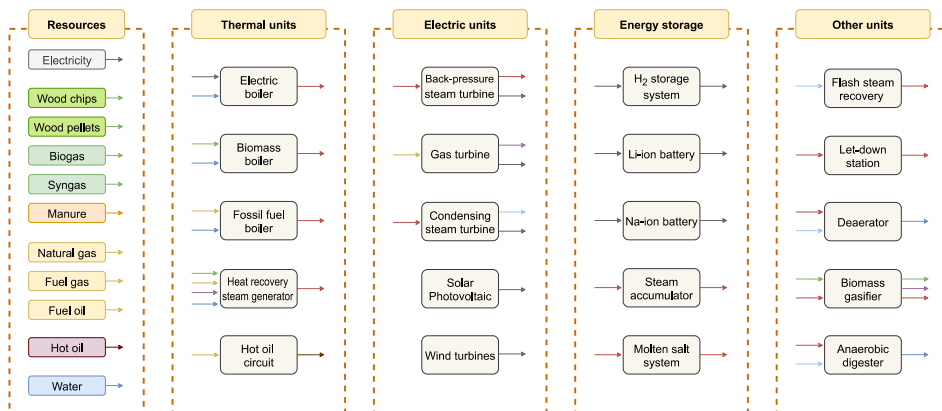 Resources
Electricity
Wood chips
Wood pellets
Biogas
Syngas
Manure
Natural gas
Fuel gas
Fuel oil
Hot oil
Water
Thermal units
Electric
boiler
Biomass
boiler
Fossil fuel
boiler
Heat recovery
steam generator
Hot oil
circuit
Electric units
Back-pressure
steam turbine
Gas turbine
Condensing
steam turbine
Solar
Photovoltaic
Wind turbines
Energy storage
H₂ storage
system
Li-ion battery
Na-ion battery
Steam
accumulator
Molten salt
system
Other units
Flash steam
recovery
Let-down
station
Deaerator
Biomass
gasifier
Anaerobic
digester